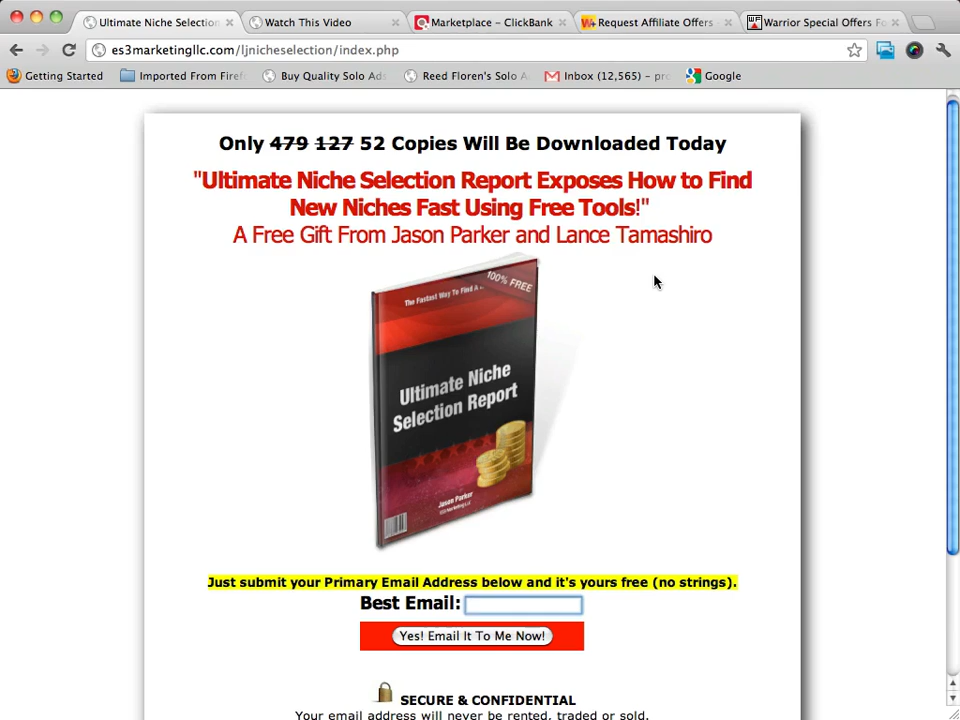 Ultimate Niche Selection
Watch This Video
Marketplace – ClickBank
Request Affiliate Offers –
Warrior Special Offers Fo
es3marketingllc.com/ljnicheselection/index.php
Getting Started
Imported From Firef
Buy Quality Solo Ads
Reed Floren's Solo A
Inbox (12,565) – pro
Google
Only 479 127 52 Copies Will Be Downloaded Today
"Ultimate Niche Selection Report Exposes How to Find
New Niches Fast Using Free Tools!"
A Free Gift From Jason Parker and Lance Tamashiro
100% FREE
The Fastest Way To Find A
Ultimate Niche
Selection Report
Jason Parker
Just submit your Primary Email Address below and it's yours free (no strings).
Best Email:
Yes! Email It To Me Now!
SECURE & CONFIDENTIAL
Your email address will never be rented, traded or sold.